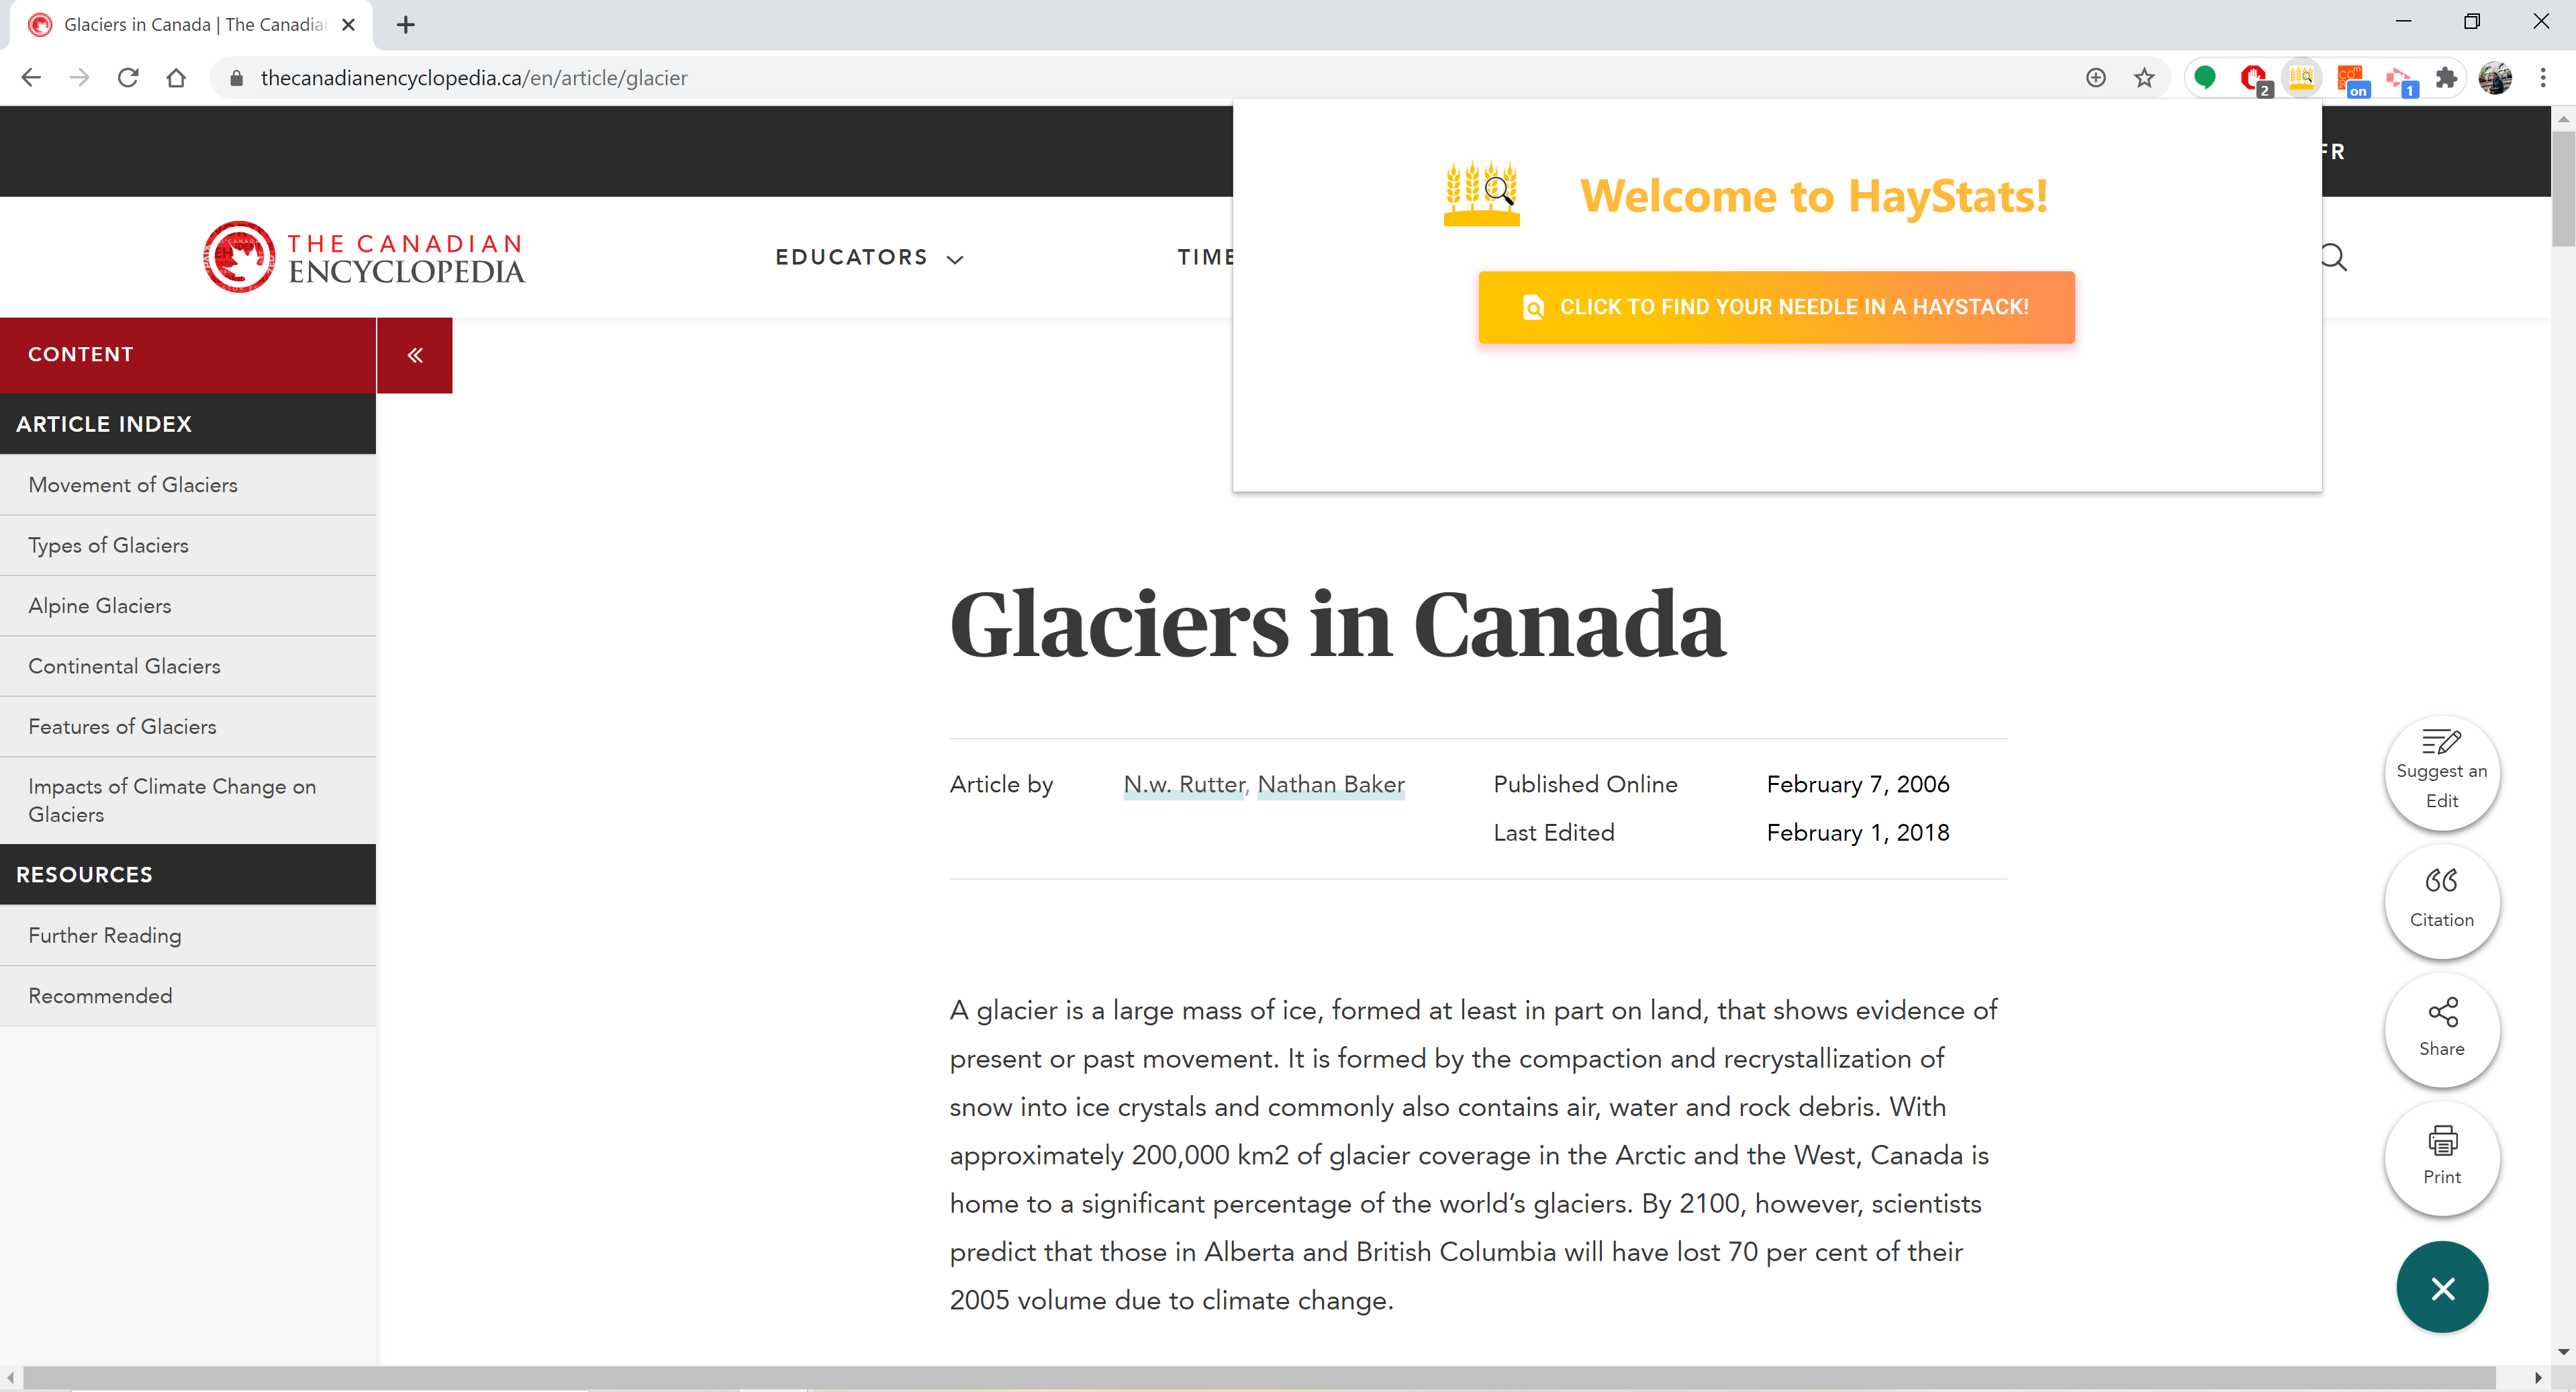 Glaciers in Canada | The Canadian
thecanadianencyclopedia.ca/en/article/glacier
2
on
1
FR
THE CANADIAN
ENCYCLOPEDIA
EDUCATORS
TIME
Welcome to HayStats!
CLICK TO FIND YOUR NEEDLE IN A HAYSTACK!
CONTENT
ARTICLE INDEX
Movement of Glaciers
Types of Glaciers
Alpine Glaciers
Continental Glaciers
Features of Glaciers
Impacts of Climate Change on
Glaciers
RESOURCES
Further Reading
Recommended
Glaciers in Canada
Article by N.w. Rutter, Nathan Baker Published Online February 7, 2006
Last Edited February 1, 2018
A glacier is a large mass of ice, formed at least in part on land, that shows evidence of
present or past movement. It is formed by the compaction and recrystallization of
snow into ice crystals and commonly also contains air, water and rock debris. With
approximately 200,000 km2 of glacier coverage in the Arctic and the West, Canada is
home to a significant percentage of the world’s glaciers. By 2100, however, scientists
predict that those in Alberta and British Columbia will have lost 70 per cent of their
2005 volume due to climate change.
Suggest an
Edit
Citation
Share
Print